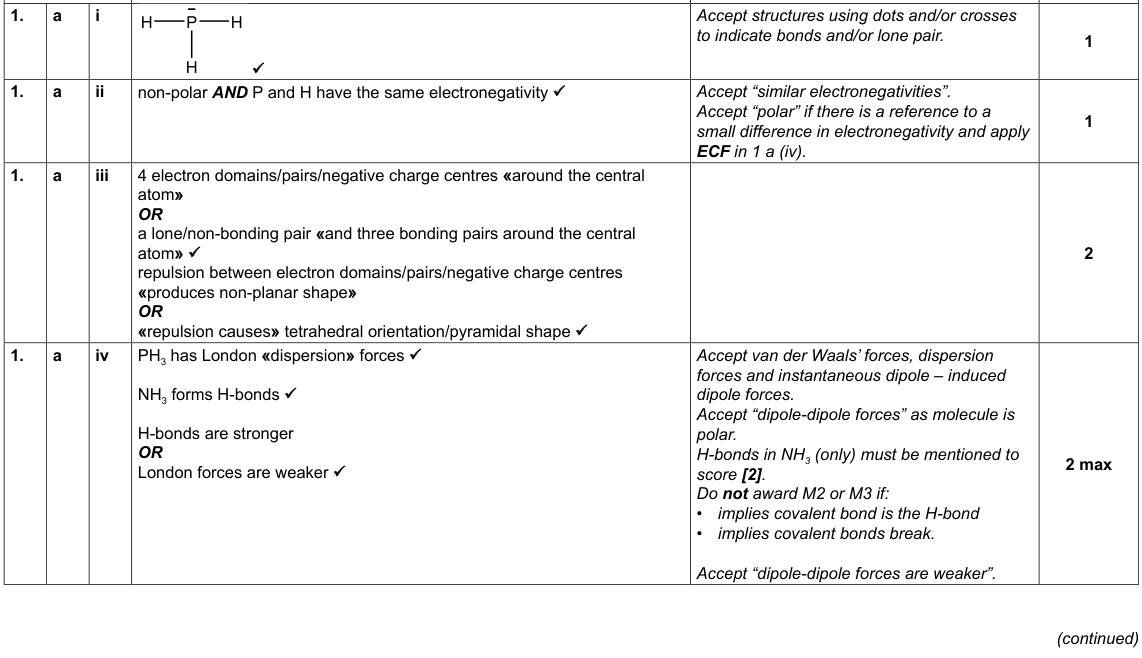 1. a i H P H Accept structures using dots and/or crosses
to indicate bonds and/or lone pair. 1
H ✓
1. a ii non-polar AND P and H have the same electronegativity ✓ Accept “similar electronegativities”.
Accept “polar” if there is a reference to a
small difference in electronegativity and apply
ECF in 1 a (iv). 1
1. a iii 4 electron domains/pairs/negative charge centres «around the central
atom»
OR
a lone/non-bonding pair «and three bonding pairs around the central
atom» ✓
repulsion between electron domains/pairs/negative charge centres
«produces non-planar shape»
OR
«repulsion causes» tetrahedral orientation/pyramidal shape ✓
2
1. a iv PH3 has London «dispersion» forces ✓
NH3 forms H-bonds ✓
H-bonds are stronger
OR
London forces are weaker ✓
Accept van der Waals’ forces, dispersion
forces and instantaneous dipole – induced
dipole forces.
Accept “dipole-dipole forces” as molecule is
polar.
H-bonds in NH3 (only) must be mentioned to
score [2].
Do not award M2 or M3 if:
• implies covalent bond is the H-bond
• implies covalent bonds break.
Accept “dipole-dipole forces are weaker”.
2 max
(continued)